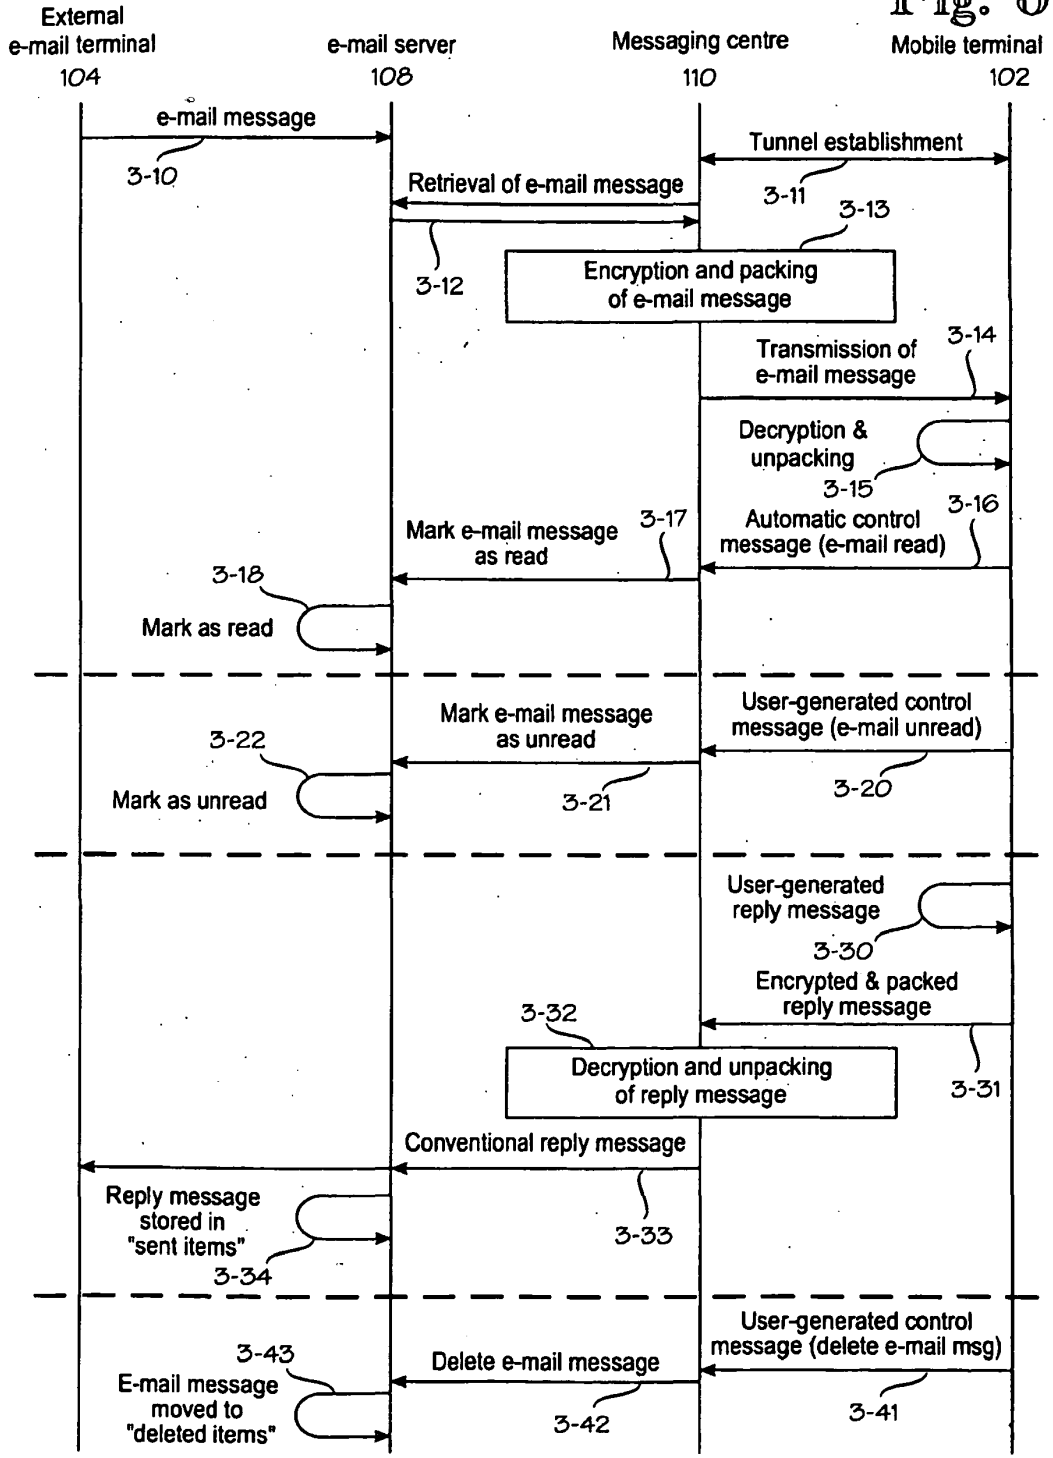 Fig.
External
e-mail terminal
104
e-mail server
108
Messaging centre
110
Mobile terminal
102
e-mail message
3-10
Tunnel establishment
3-11
Retrieval of e-mail message
3-12
3-13
Encryption and packing
of e-mail message
Transmission of
e-mail message
3-14
Decryption &
unpacking
3-15
3-16
Automatic control
message (e-mail read)
3-17
Mark e-mail message
as read
3-18
Mark as read
User-generated control
message (e-mail unread)
3-20
Mark e-mail message
as unread
3-21
3-22
Mark as unread
User-generated
reply message
3-30
Encrypted & packed
reply message
3-31
3-32
Decryption and unpacking
of reply message
Conventional reply message
3-33
Reply message
stored in
"sent items"
3-34
User-generated control
message (delete e-mail msg)
3-41
Delete e-mail message
3-42
3-43
E-mail message
moved to
"deleted items"